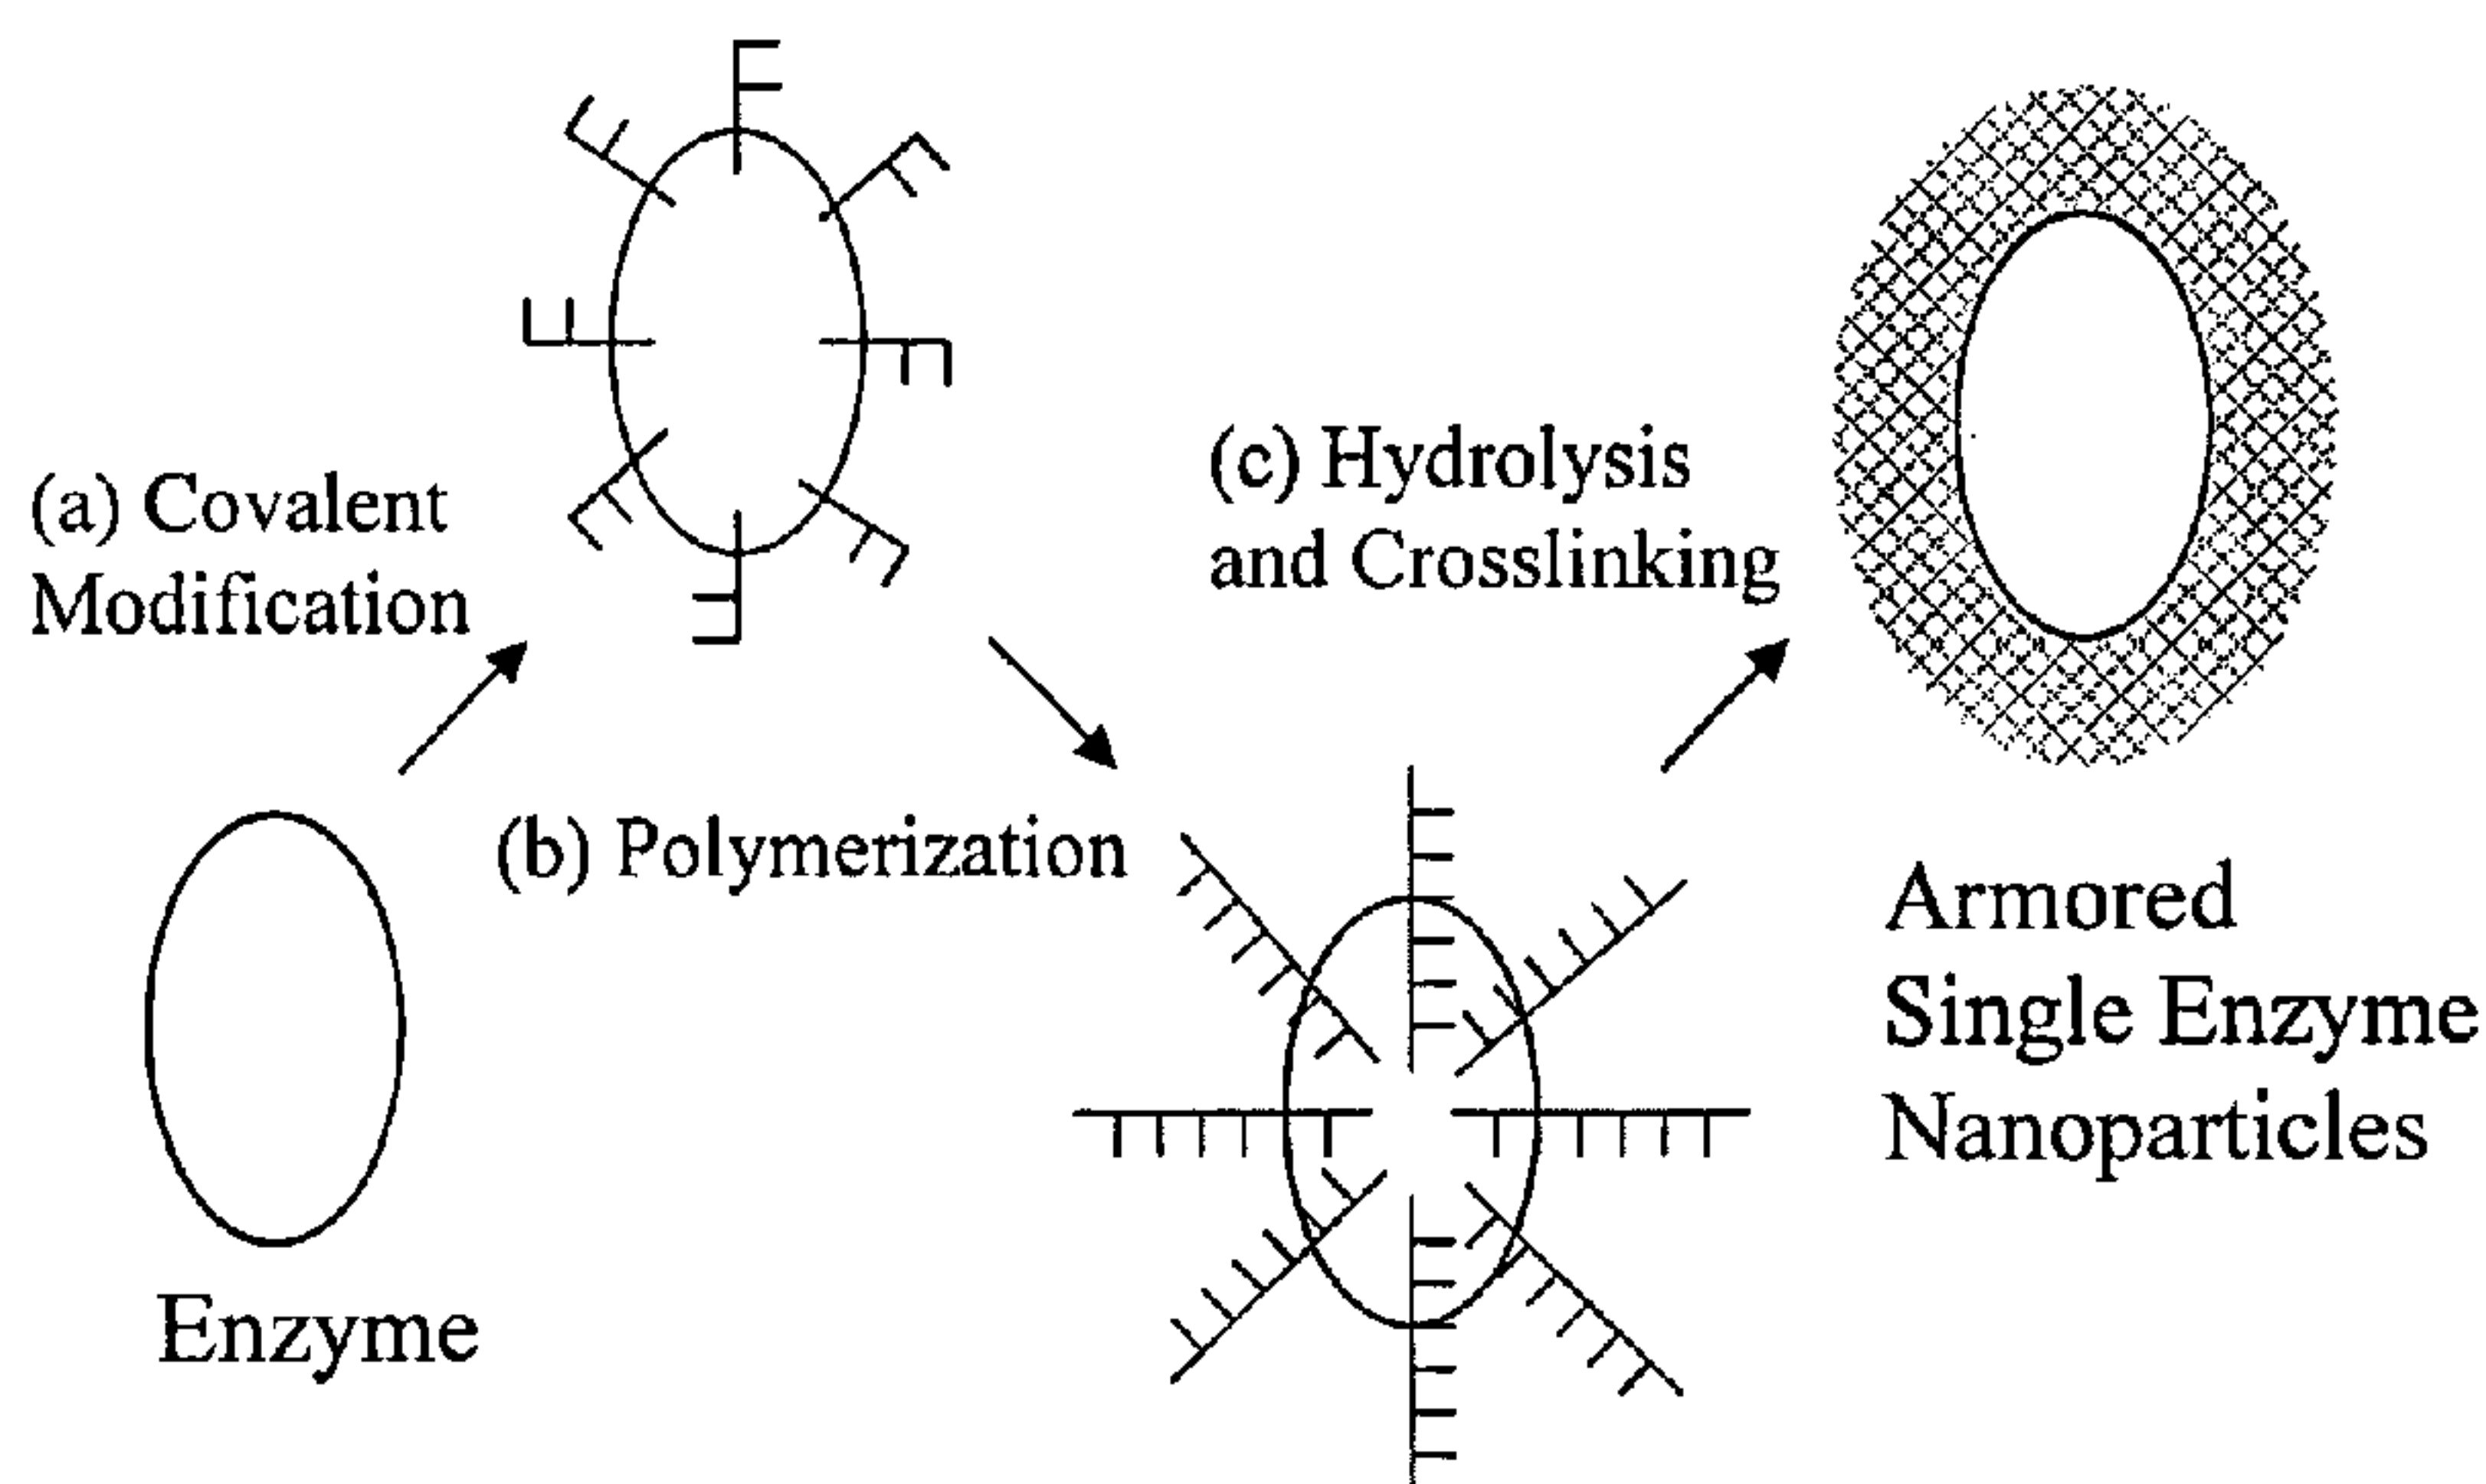 (a) Covalent
Modification
Enzyme
(b) Polymerization
(c) Hydrolysis
and Crosslinking
Armored
Single Enzyme
Nanoparticles